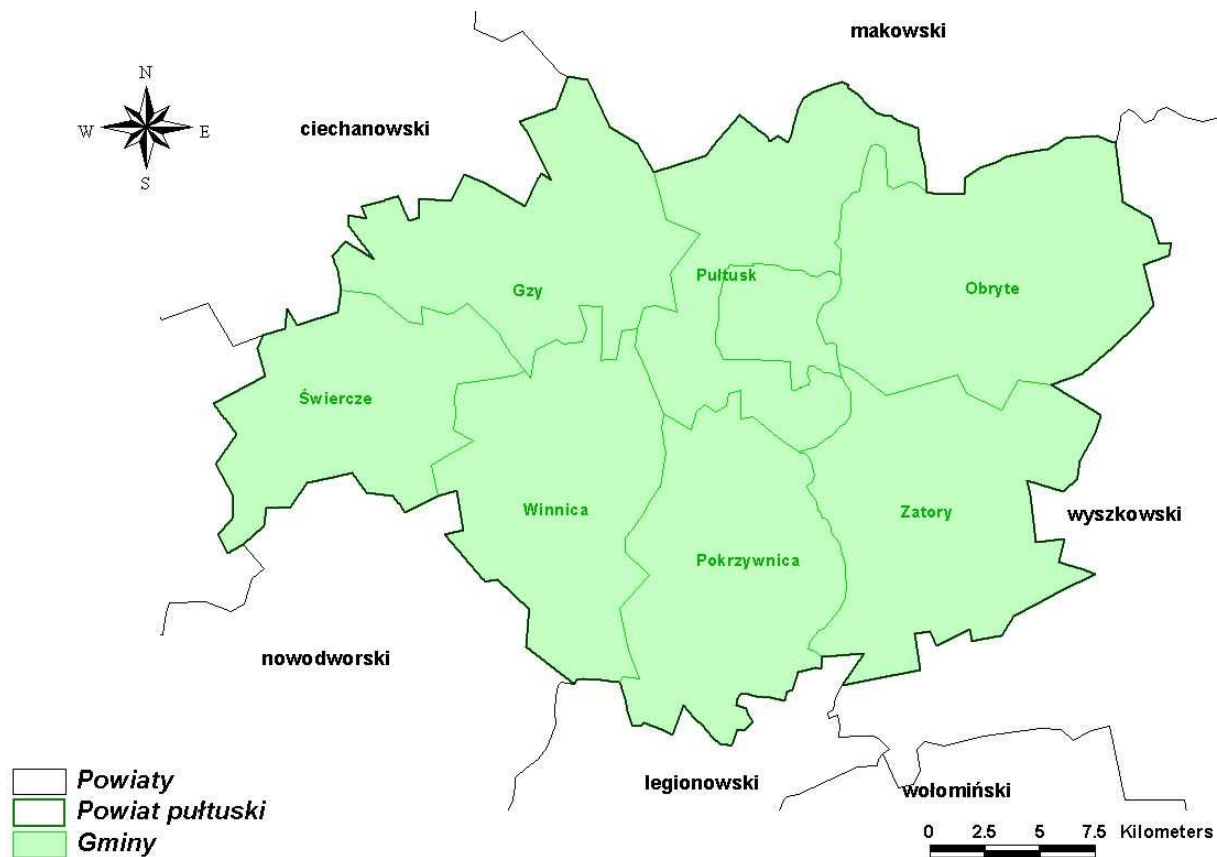 makowski
N
ciechanowski
W E
S
Pułtusk
Gzy
Obryte
Świercze
Winnica
Zatory
wyszkowski
Pokrzywnica
nowodworski
Powiaty
legionowski
wołomiński
Powiat pułtuski
Gminy
0 2.5 5 7.5 Kilometers